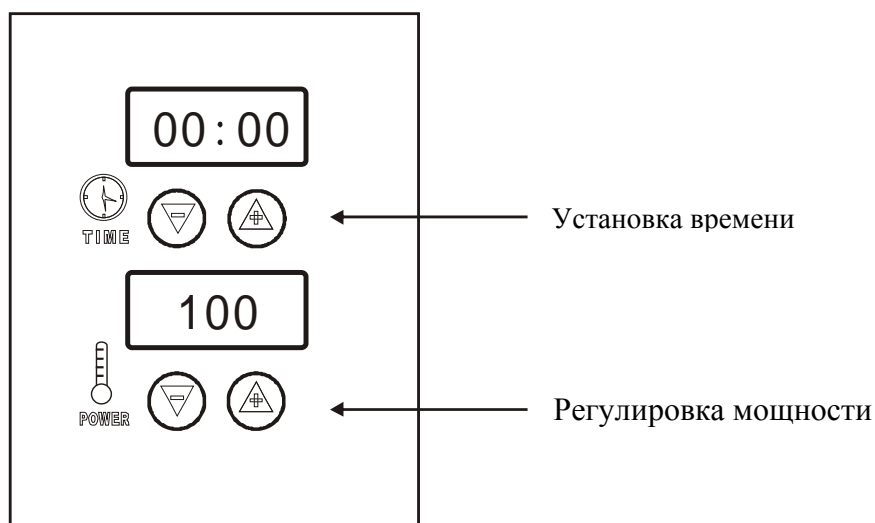 00:00
TIME
Установка времени
100
POWER
Регулировка мощности